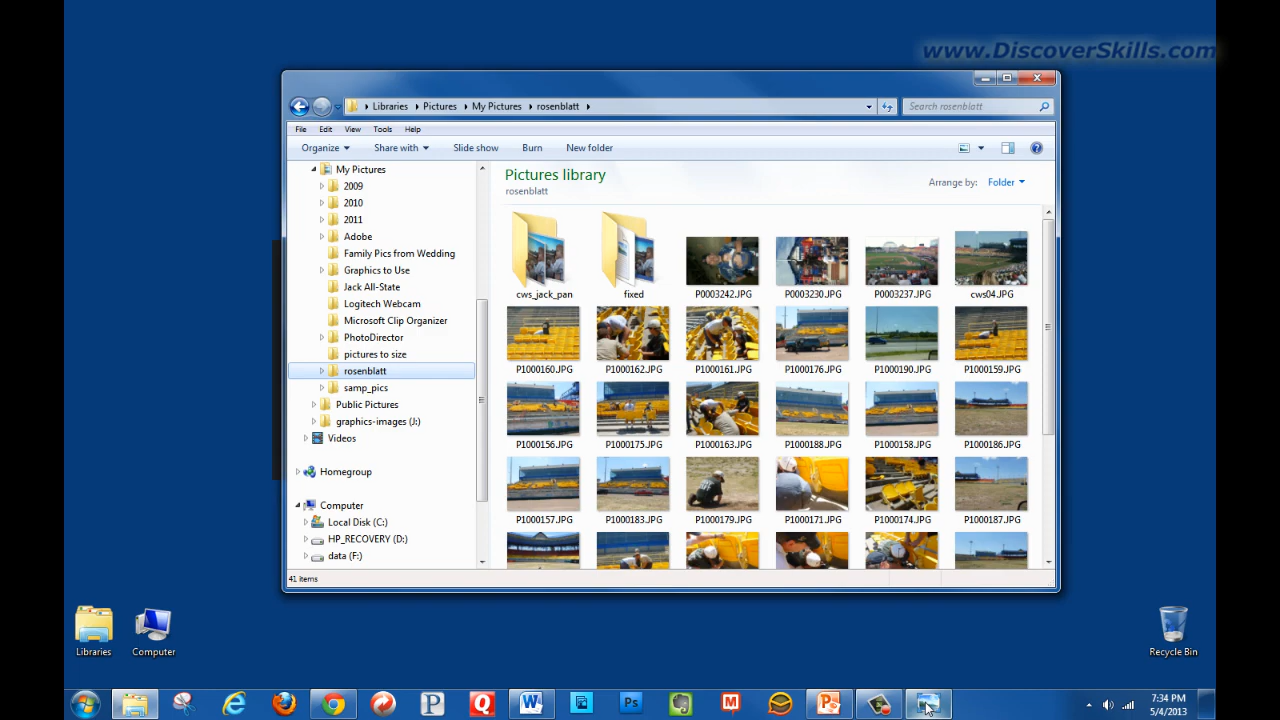 www.DiscoverSkills.com
Libraries Pictures My Pictures rosenblatt
Search rosenblatt
File Edit View Tools Help
Organize Share with Slide show Burn New folder
My Pictures
2009
2010
2011
Adobe
Family Pics from Wedding
Graphics to Use
Jack All-State
Logitech Webcam
Microsoft Clip Organizer
PhotoDirector
pictures to size
rosenblatt
samp_pics
Public Pictures
graphics-images (J:)
Videos
Homegroup
Computer
Local Disk (C:)
HP_RECOVERY (D:)
data (F:)
Pictures library
rosenblatt
Arrange by: Folder
cws_jack_pan fixed P0003242.JPG P0003230.JPG P0003237.JPG cws04.JPG
P1000160.JPG P1000162.JPG P1000161.JPG P1000176.JPG P1000190.JPG P1000159.JPG
P1000156.JPG P1000175.JPG P1000163.JPG P1000188.JPG P1000158.JPG P1000186.JPG
P1000157.JPG P1000183.JPG P1000179.JPG P1000171.JPG P1000174.JPG P1000187.JPG
41 items
Libraries
Computer
Recycle Bin
7:34 PM
5/4/2013